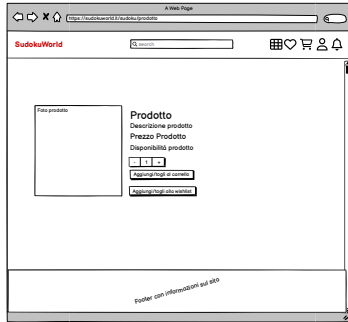 A Web Page
https://sudokuworld.it/sudoku/prodotto
SudokuWorld
search
Foto prodotto
Prodotto
Descrizione prodotto
Prezzo Prodotto
Disponibilità prodotto
- 1 +
Aggiungi/togli al carrello
Aggiungi/togli alla wishlist
Footer con informazioni sul sito